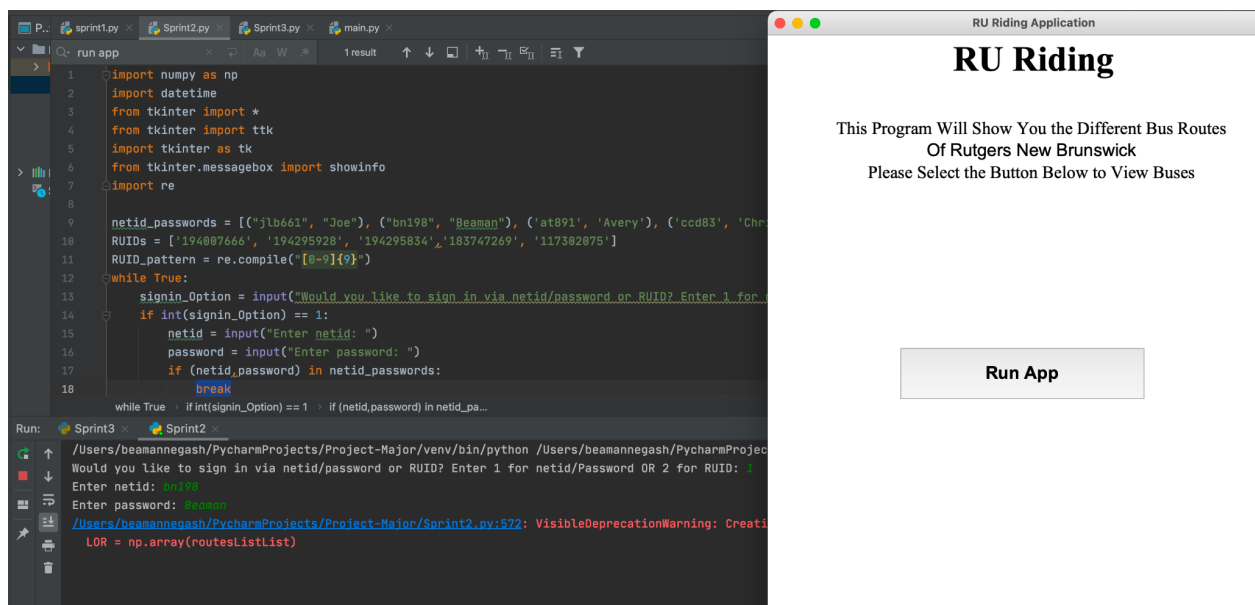 P..
sprint1.py
Sprint2.py
Sprint3.py
main.py
run app
Aa W .*
1 result
1 import numpy as np
2 import datetime
3 from tkinter import *
4 from tkinter import ttk
5 import tkinter as tk
6 from tkinter.messagebox import showinfo
7 import re
8
9 netid_passwords = [("jlb661", "Joe"), ("bn198", "Beaman"), ('at891', 'Avery'), ('ccd83', 'Chr
10 RUIDs = ['194007666', '194295928', '194295834','183747269', '117302075']
11 RUID_pattern = re.compile("[0-9]{9}")
12 while True:
13 signin_Option = input("Would you like to sign in via netid/password or RUID? Enter 1 for
14 if int(signin_Option) == 1:
15 netid = input("Enter netid: ")
16 password = input("Enter password: ")
17 if (netid,password) in netid_passwords:
18 break
while True › if int(signin_Option) == 1 › if (netid,password) in netid_pa...
Run:
Sprint3
Sprint2
/Users/beamannegash/PycharmProjects/Project-Major/venv/bin/python /Users/beamannegash/PycharmProjec
Would you like to sign in via netid/password or RUID? Enter 1 for netid/Password OR 2 for RUID: 1
Enter netid: bn198
Enter password: Beaman
/Users/beamannegash/PycharmProjects/Project-Major/Sprint2.py:572: VisibleDeprecationWarning: Creati
LOR = np.array(routesListList)
RU Riding Application
RU Riding
This Program Will Show You the Different Bus Routes
Of Rutgers New Brunswick
Please Select the Button Below to View Buses
Run App